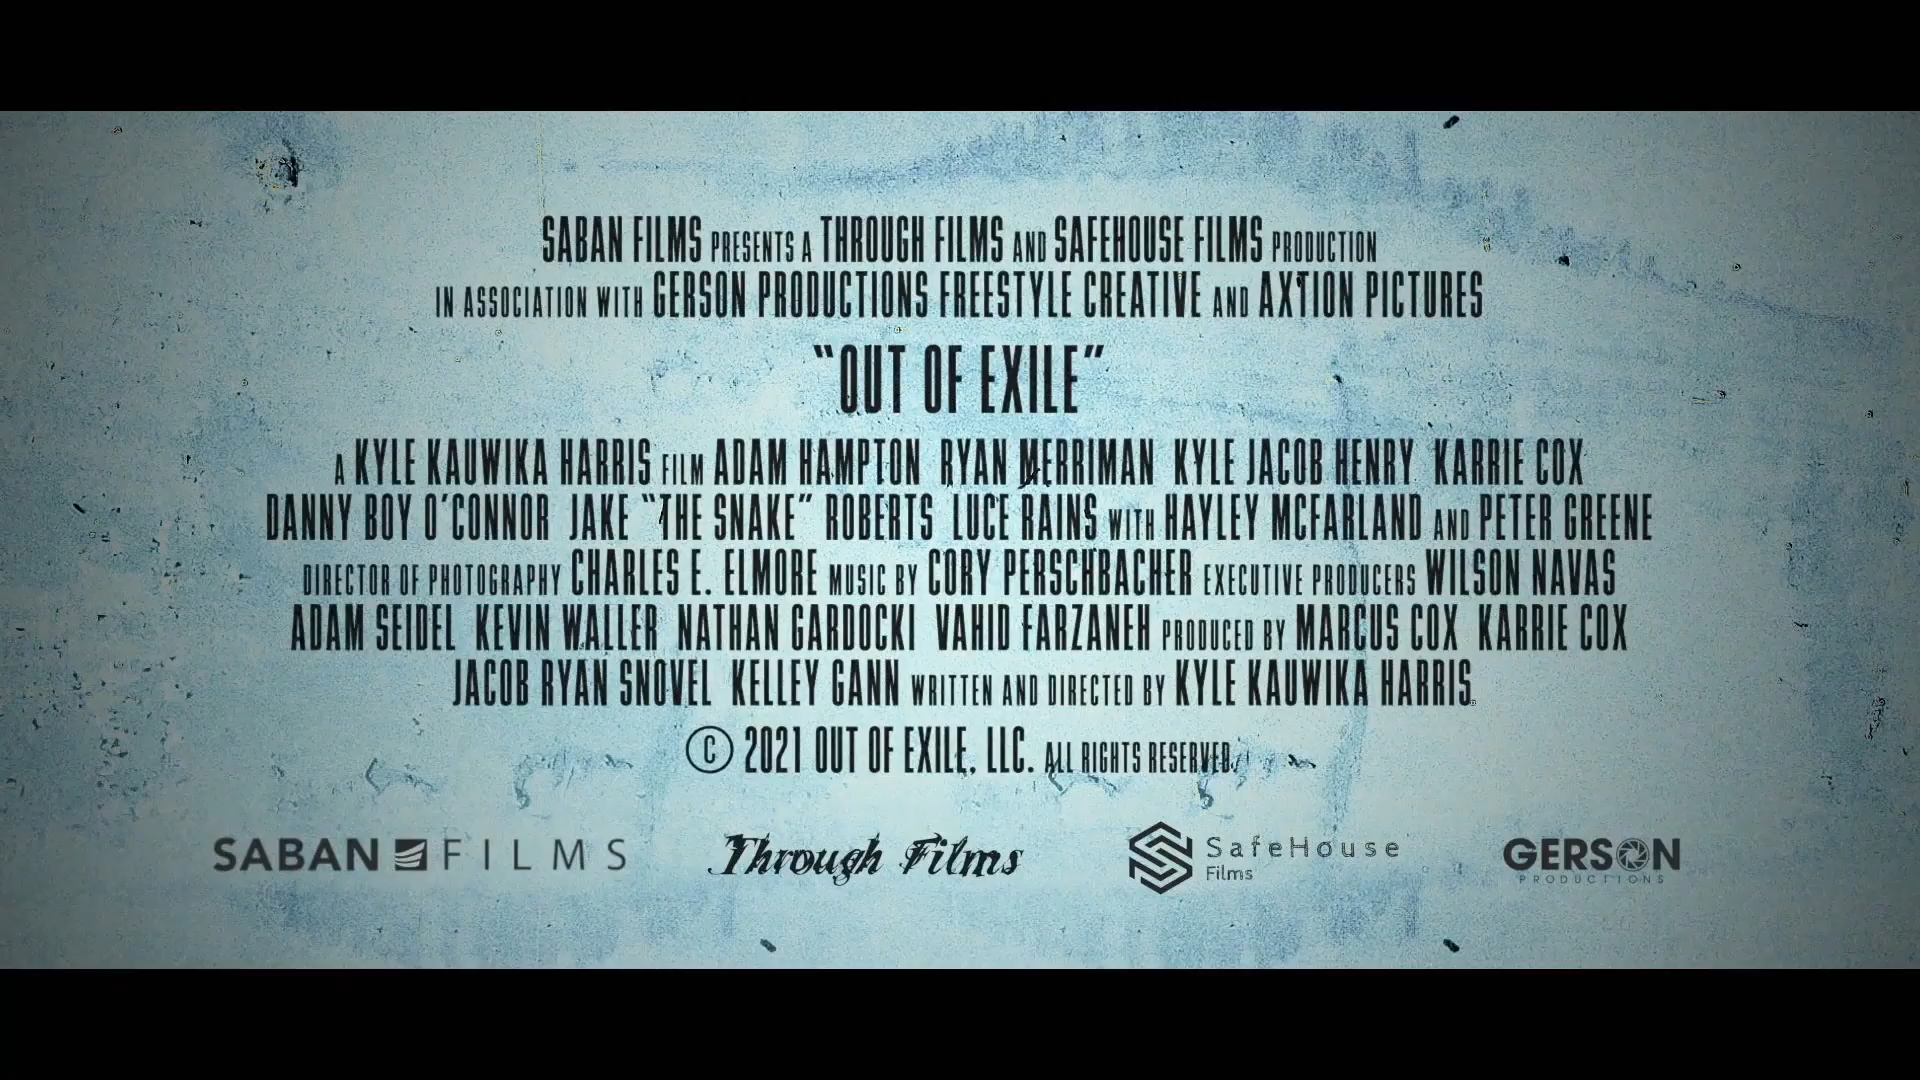 SABAN FILMS PRESENTS A THROUGH FILMS AND SAFEHOUSE FILMS PRODUCTION
IN ASSOCIATION WITH GERSON PRODUCTIONS FREESTYLE CREATIVE AND AXTION PICTURES
“OUT OF EXILE”
A KYLE KAUWIKA HARRIS FILM ADAM HAMPTON RYAN MERRIMAN KYLE JACOB HENRY KARRIE COX
DANNY BOY O'CONNOR JAKE “THE SNAKE” ROBERTS LUCE RAINS WITH HAYLEY MCFARLAND AND PETER GREENE
DIRECTOR OF PHOTOGRAPHY CHARLES E. ELMORE MUSIC BY CORY PERSCHBACHER EXECUTIVE PRODUCERS WILSON NAVAS
ADAM SEIDEL KEVIN WALLER NATHAN GARDOCKI VAHID FARZANEH PRODUCED BY MARCUS COX KARRIE COX
JACOB RYAN SNOVEL KELLEY GANN WRITTEN AND DIRECTED BY KYLE KAUWIKA HARRIS
© 2021 OUT OF EXILE, LLC. ALL RIGHTS RESERVED.
SABAN FILMS
Through Films
SafeHouse
Films
GERSON
PRODUCTIONS